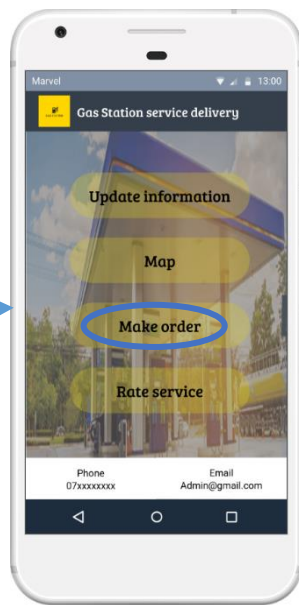 Marvel 13:00
Gas Station service delivery
Update information
Map
Make order
Rate service
Phone Email
07xxxxxxxx Admin@gmail.com